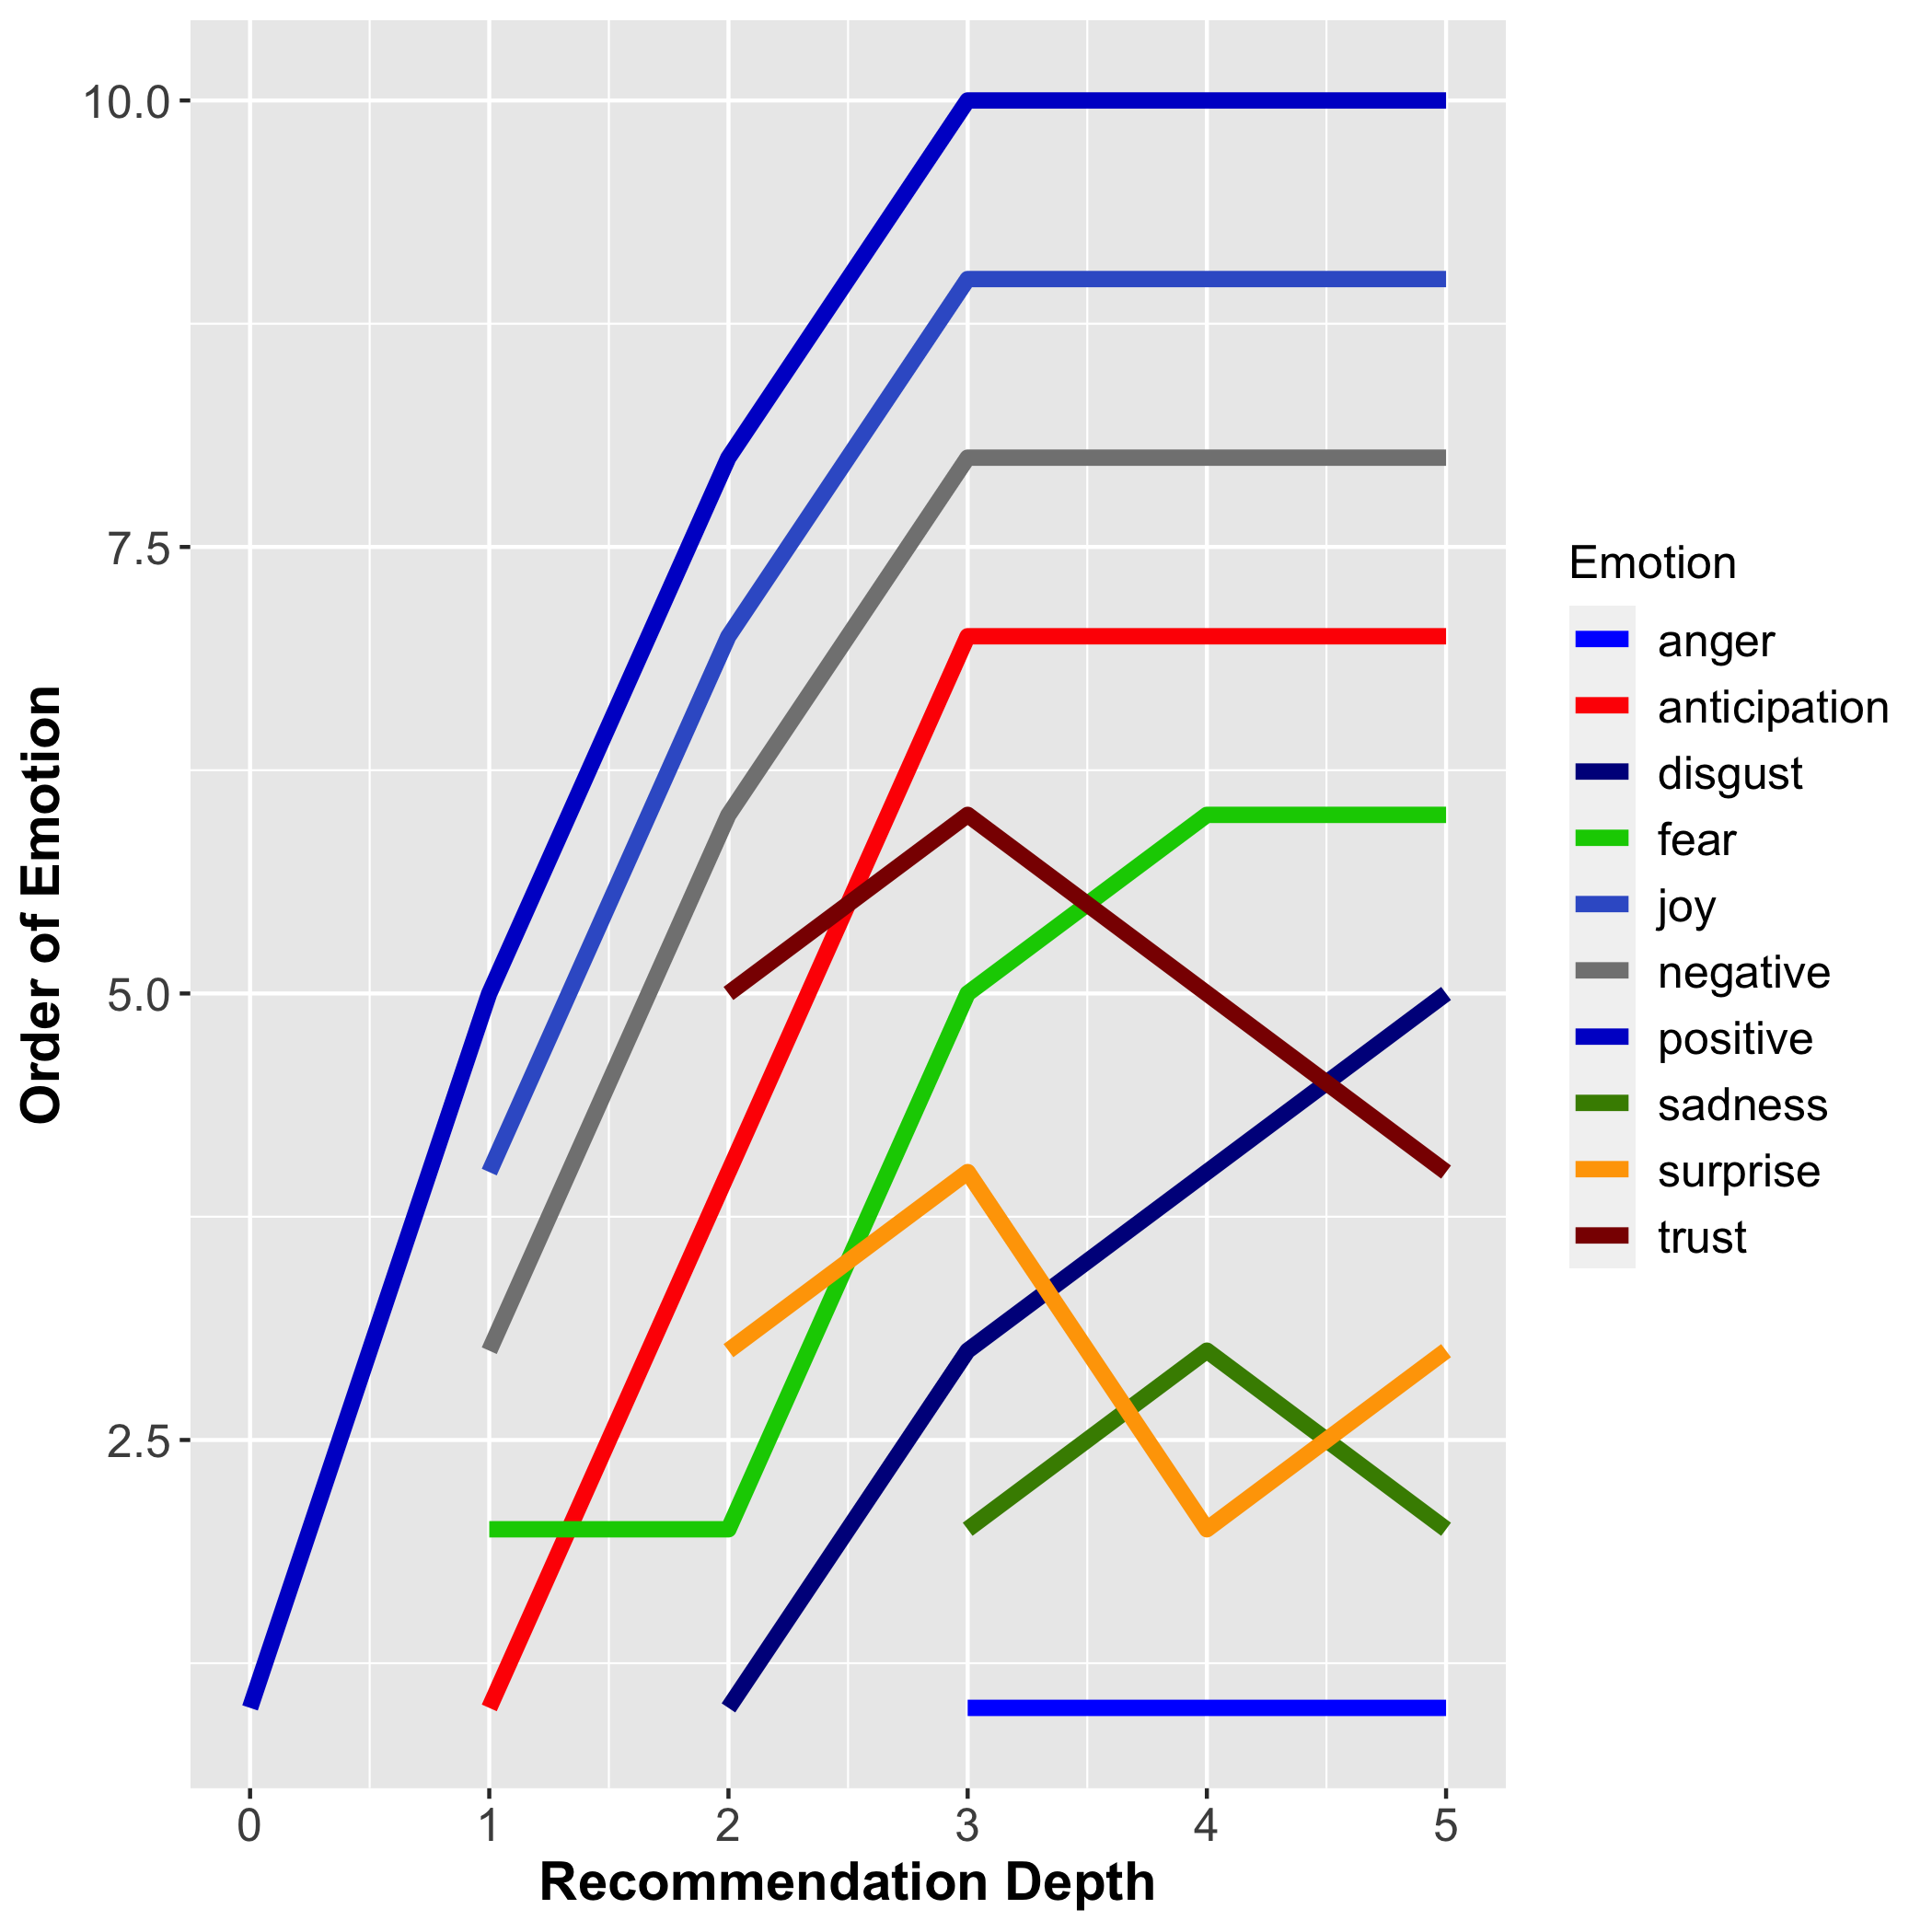 Order of Emotion
10.0
7.5
5.0
2.5
0 1 2 3 4 5
Recommendation Depth
Emotion
anger
anticipation
disgust
fear
joy
negative
positive
sadness
surprise
trust